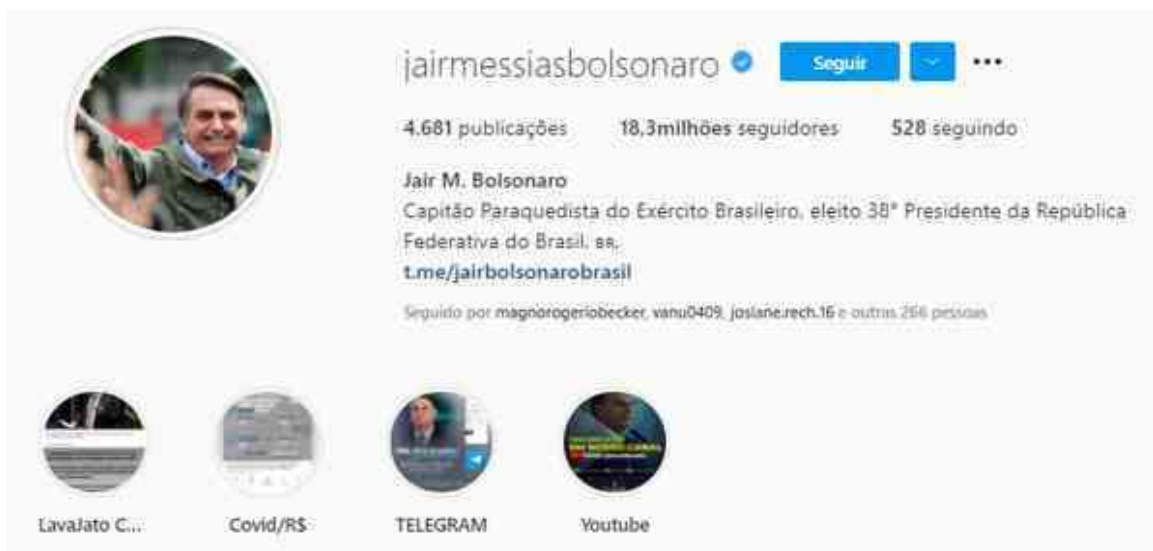 jairmessiasbolsonaro
Seguir
4.681 publicações 18,3milhões seguidores 528 seguindo
Jair M. Bolsonaro
Capitão Paraquedista do Exército Brasileiro, eleito 38° Presidente da República
Federativa do Brasil. BR.
t.me/jairbolsonarobrasil
Seguido por magnorogeriobecker, vanu0409, josiane.rech.16 e outras 266 pessoas
LavaJato C... Covid/R$ TELEGRAM Youtube